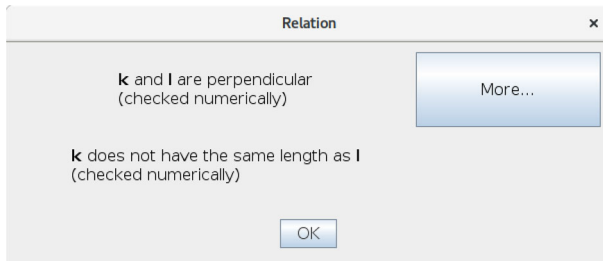 Relation
×
k and l are perpendicular
(checked numerically)
More...
k does not have the same length as l
(checked numerically)
OK